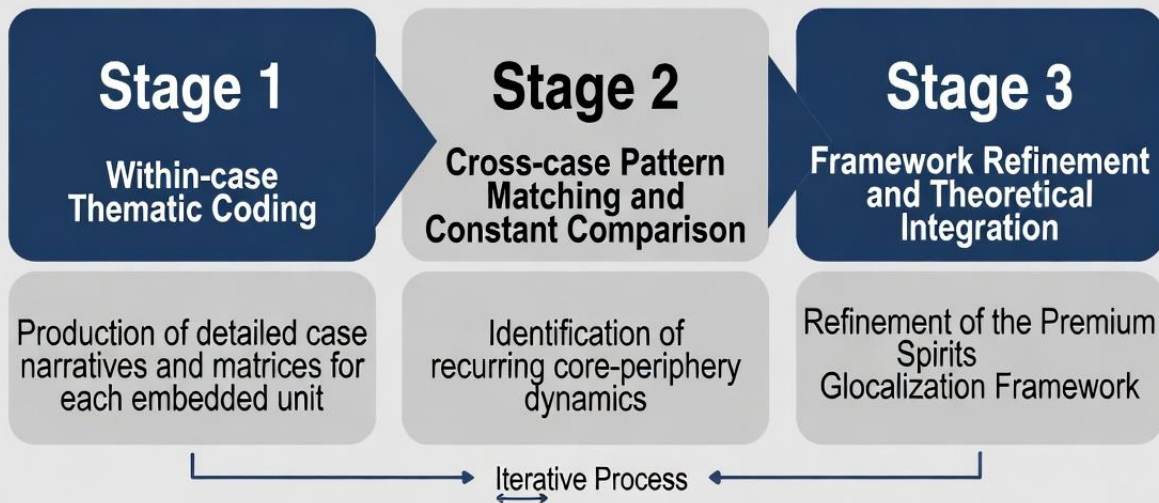 Stage 1
Within-case
Thematic Coding
Stage 2
Cross-case Pattern
Matching and
Constant Comparison
Stage 3
Framework Refinement
and Theoretical
Integration
Production of detailed case
narratives and matrices for
each embedded unit
Identification of
recurring core-periphery
dynamics
Refinement of the Premium
Spirits
Glocalization Framework
Iterative Process